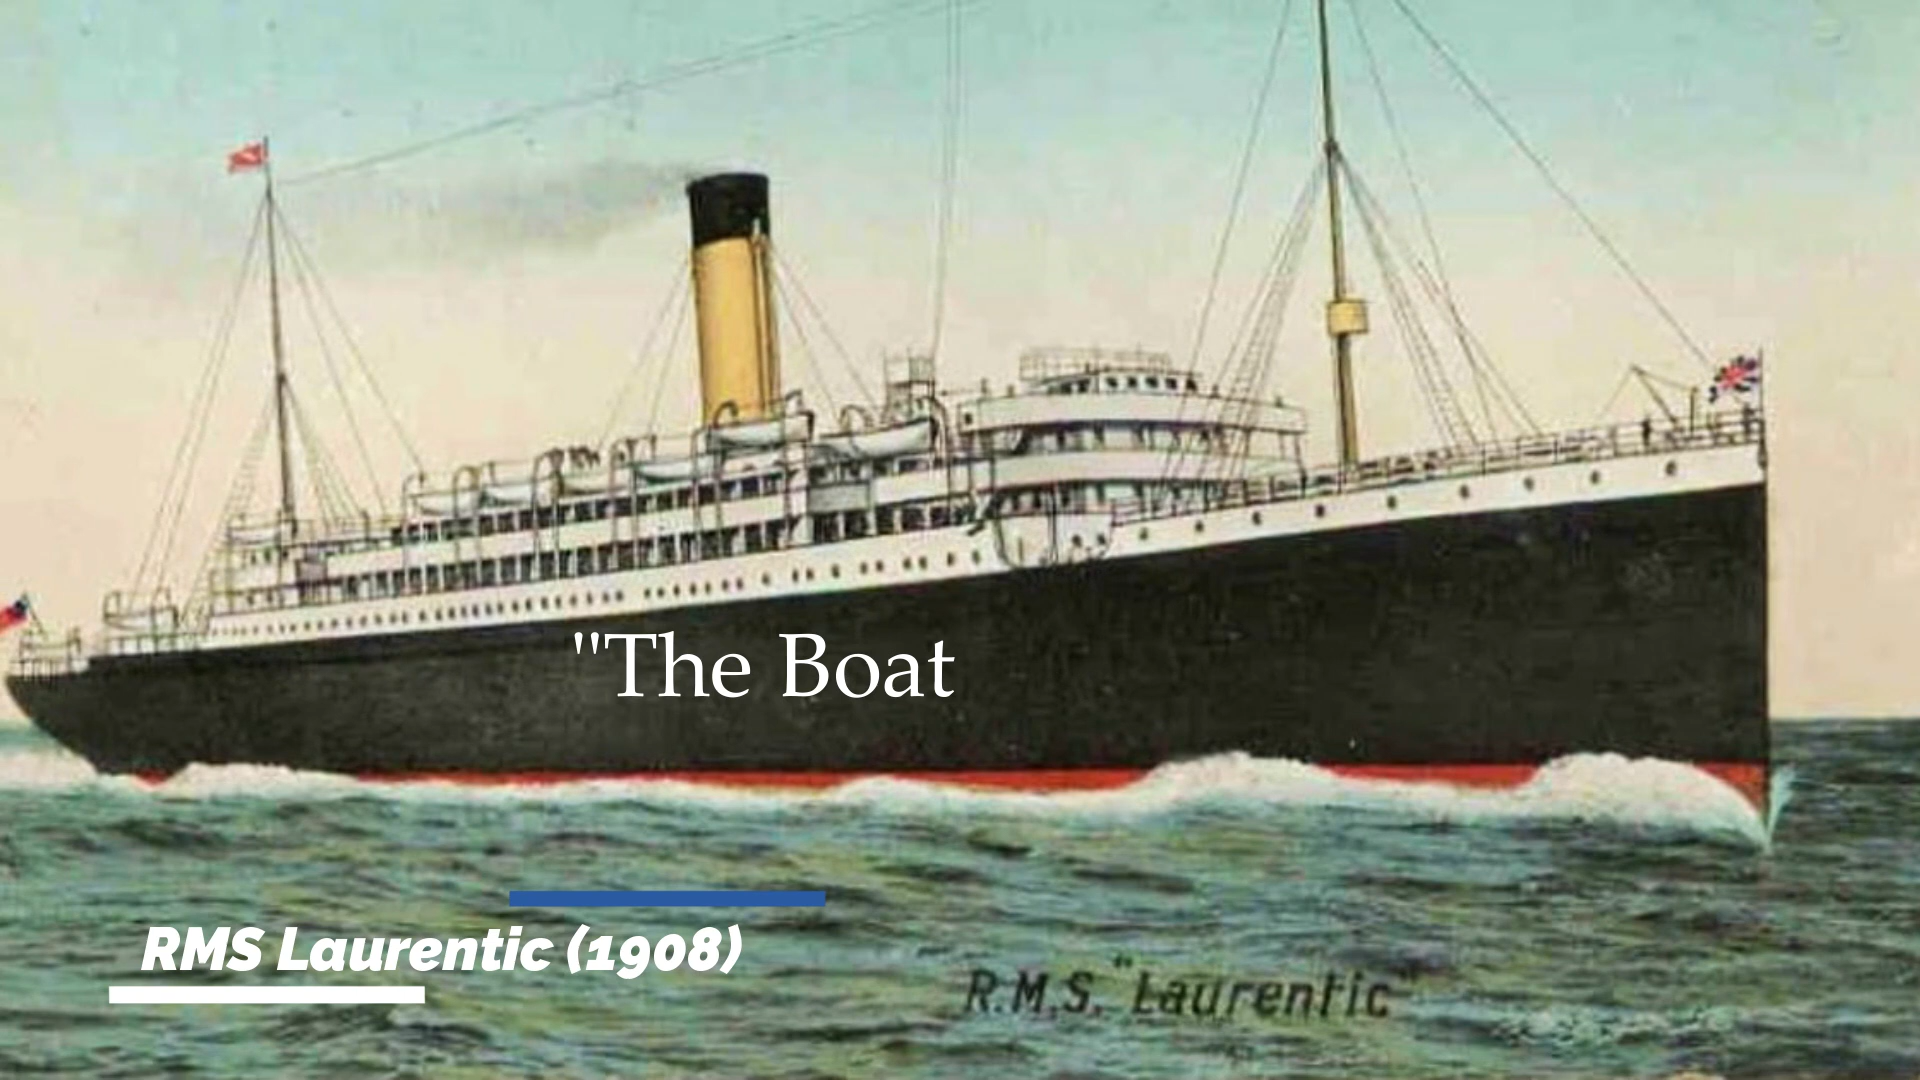 "The Boat
RMS Laurentic (1908)
R.M.S. "Laurentic"